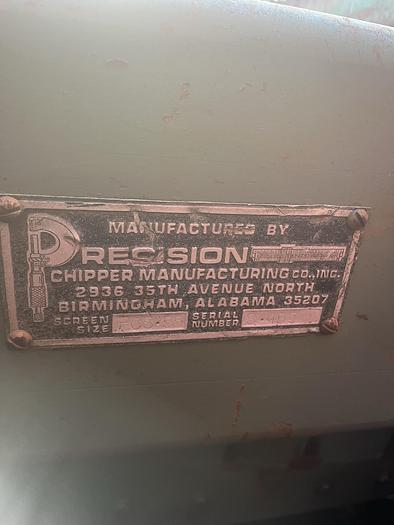 MANUFACTURED BY
PRECISION
CHIPPER MANUFACTURING CO., INC.
2936 35TH AVENUE NORTH
BIRMINGHAM, ALABAMA 35207
SCREEN SIZE SERIAL NUMBER